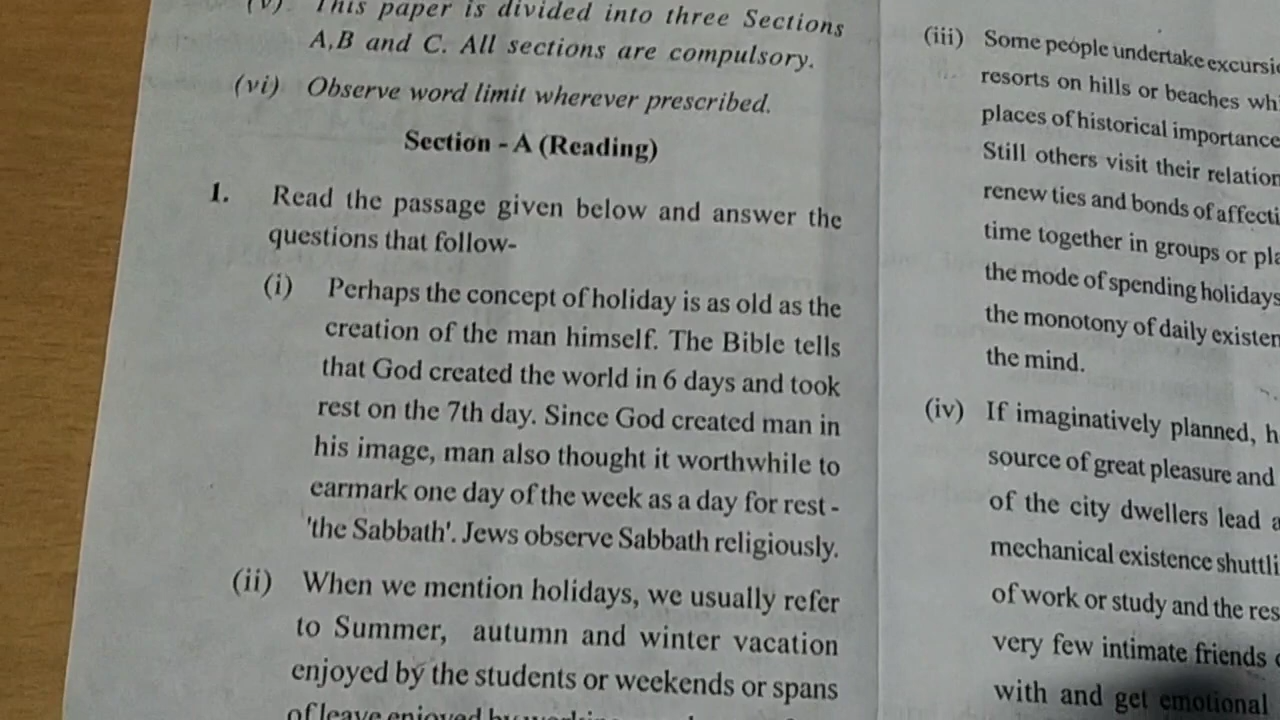 (v) This paper is divided into three Sections
A,B and C. All sections are compulsory.
(vi) Observe word limit wherever prescribed.
Section - A (Reading)
1. Read the passage given below and answer the
questions that follow-
(i) Perhaps the concept of holiday is as old as the
creation of the man himself. The Bible tells
that God created the world in 6 days and took
rest on the 7th day. Since God created man in
his image, man also thought it worthwhile to
earmark one day of the week as a day for rest -
'the Sabbath'. Jews observe Sabbath religiously.
(ii) When we mention holidays, we usually refer
to Summer, autumn and winter vacation
enjoyed by the students or weekends or spans
of leave enjoyed by
(iii) Some people undertake
resorts on hills or beaches
places of historical importance
Still others visit their
renew ties and bonds of
time together in groups or
the mode of spending holidays
the monotony of daily
the mind.
(iv) If imaginatively planned,
source of great pleasure and
of the city dwellers lead a
mechanical existence
of work or study and the
very few intimate friends
with and get emotional